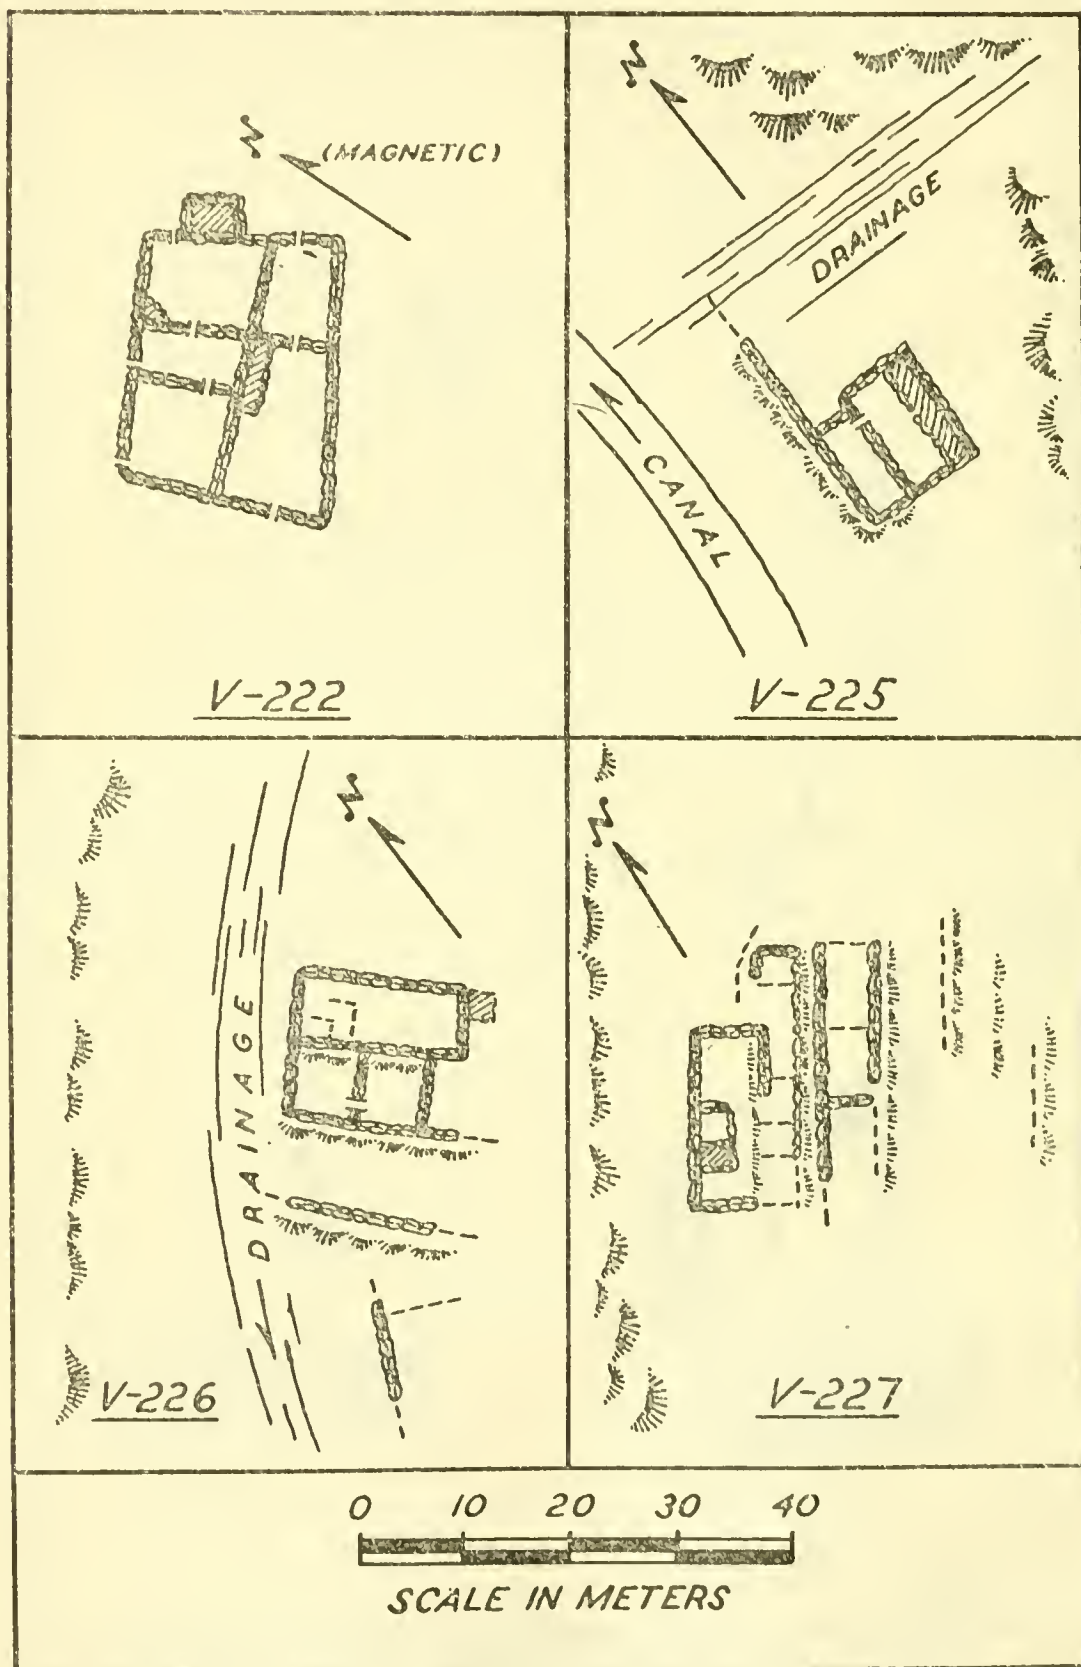 N
(MAGNETIC)
V-222
N
DRAINAGE
CANAL
V-225
N
DRAINAGE
V-226
N
V-227
0 10 20 30 40
SCALE IN METERS